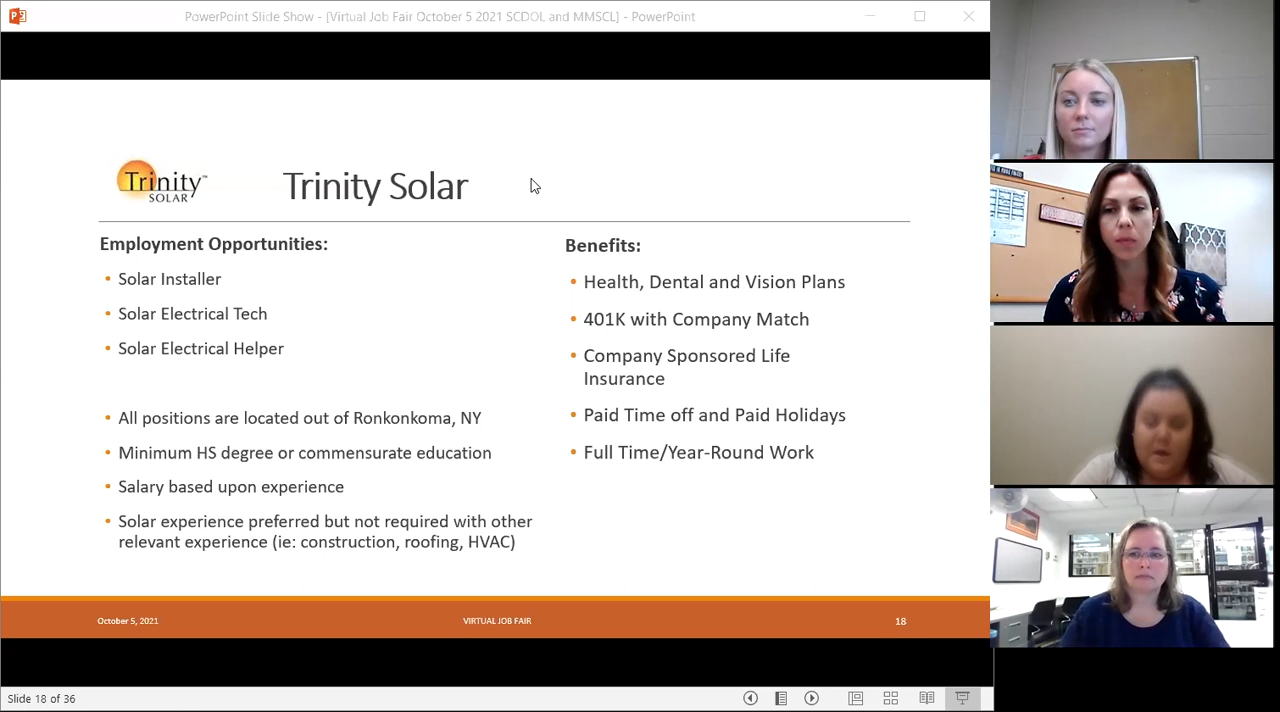 PowerPoint Slide Show - [Virtual Job Fair October 5 2021 SCDOL and MMSCL] - PowerPoint
Trinity™
SOLAR
Trinity Solar
Employment Opportunities:
• Solar Installer
• Solar Electrical Tech
• Solar Electrical Helper
• All positions are located out of Ronkonkoma, NY
• Minimum HS degree or commensurate education
• Salary based upon experience
• Solar experience preferred but not required with other
relevant experience (ie: construction, roofing, HVAC)
Benefits:
• Health, Dental and Vision Plans
• 401K with Company Match
• Company Sponsored Life
Insurance
• Paid Time off and Paid Holidays
• Full Time/Year-Round Work
October 5, 2021
VIRTUAL JOB FAIR
18
Slide 18 of 36